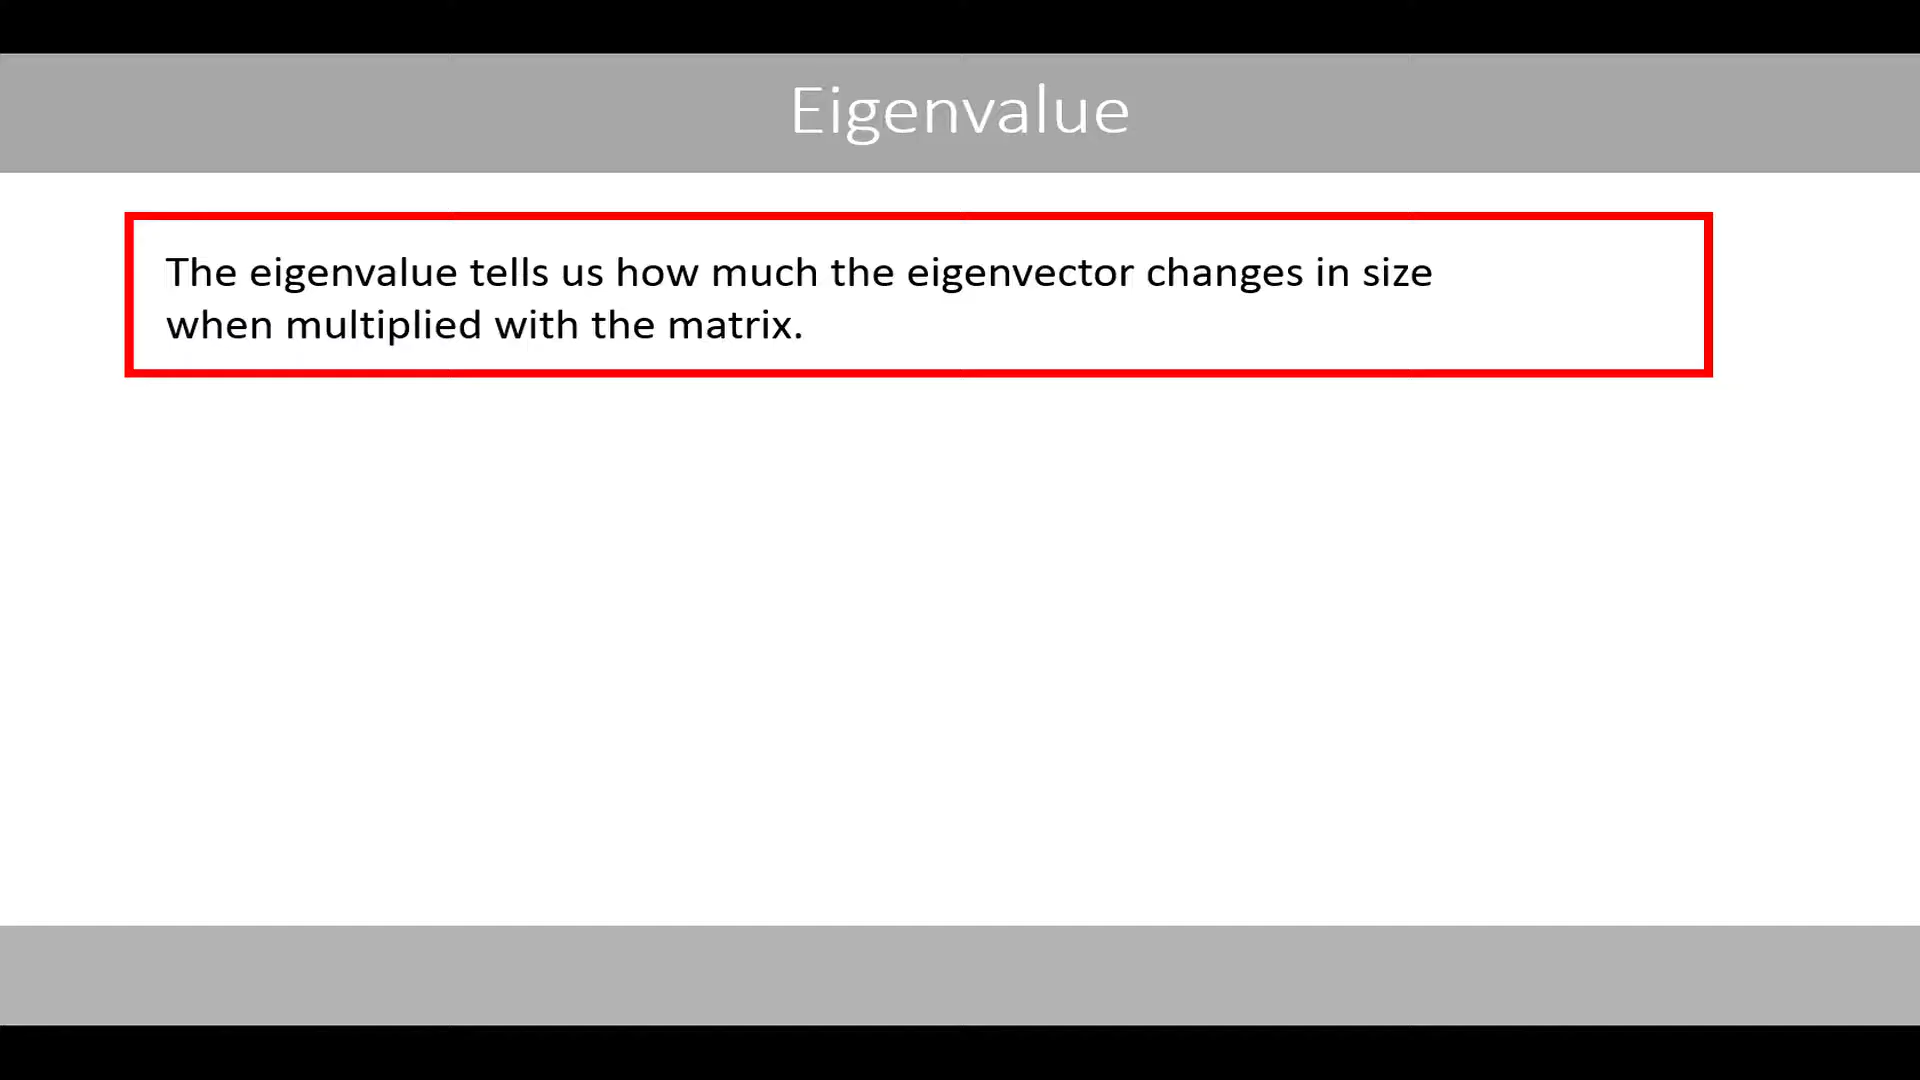 Eigenvalue
The eigenvalue tells us how much the eigenvector changes in size
when multiplied with the matrix.